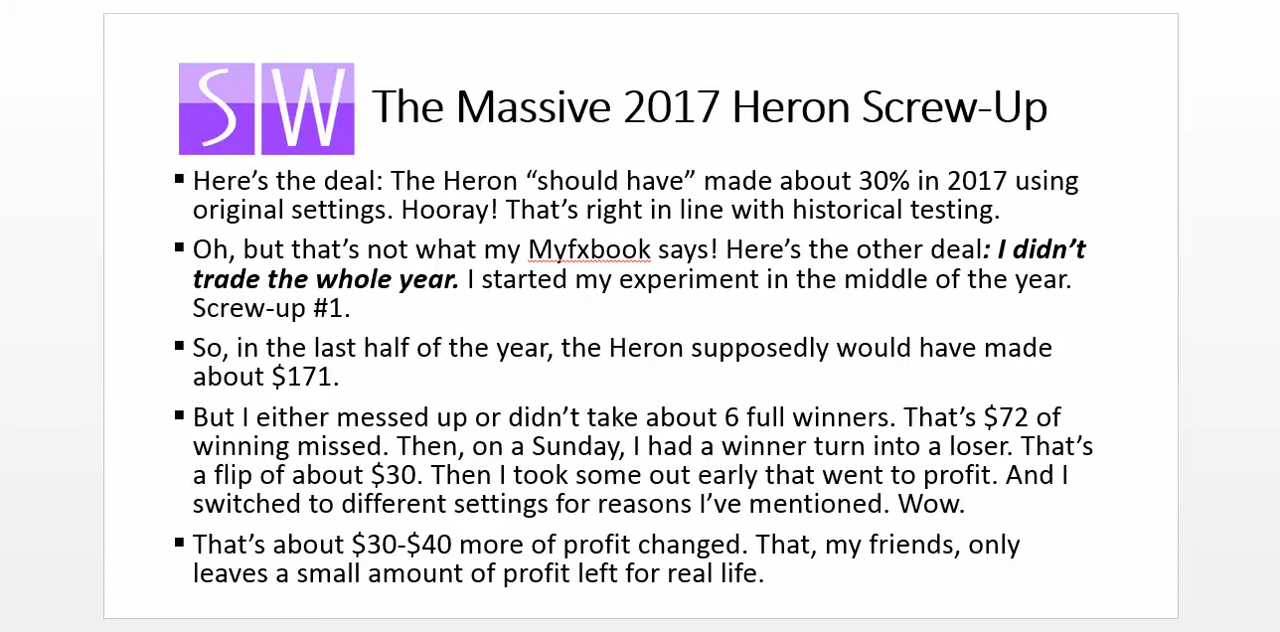 SW The Massive 2017 Heron Screw-Up
▪ Here's the deal: The Heron “should have” made about 30% in 2017 using
original settings. Hooray! That's right in line with historical testing.
▪ Oh, but that's not what my Myfxbook says! Here's the other deal: I didn't
trade the whole year. I started my experiment in the middle of the year.
Screw-up #1.
▪ So, in the last half of the year, the Heron supposedly would have made
about $171.
▪ But I either messed up or didn't take about 6 full winners. That's $72 of
winning missed. Then, on a Sunday, I had a winner turn into a loser. That's
a flip of about $30. Then I took some out early that went to profit. And I
switched to different settings for reasons I've mentioned. Wow.
▪ That's about $30-$40 more of profit changed. That, my friends, only
leaves a small amount of profit left for real life.